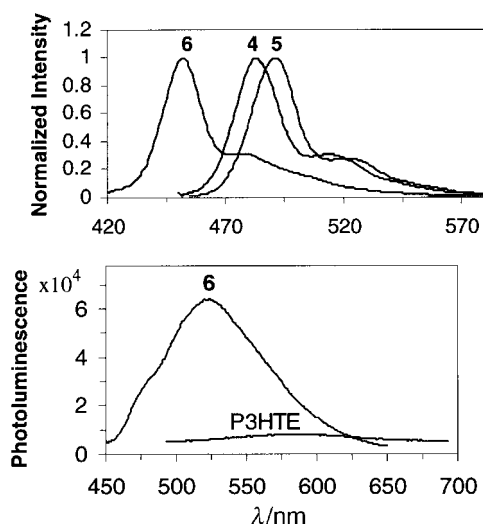 Normalized Intensity
1.2
1
0.8
0.6
0.4
0.2
0
6 4 5
420 470 520 570
Photoluminescence
x10⁴
6
4
2
0
6
P3HTE
450 500 550 600 650 700
λ/nm